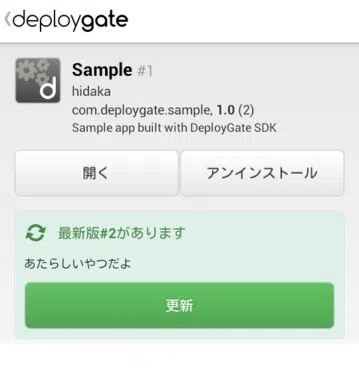 deploygate
Sample #1
hidaka
com.deploygate.sample, 1.0 (2)
Sample app built with DeployGate SDK
開く
アンインストール
最新版#2があります
あたらしいやつだよ
更新